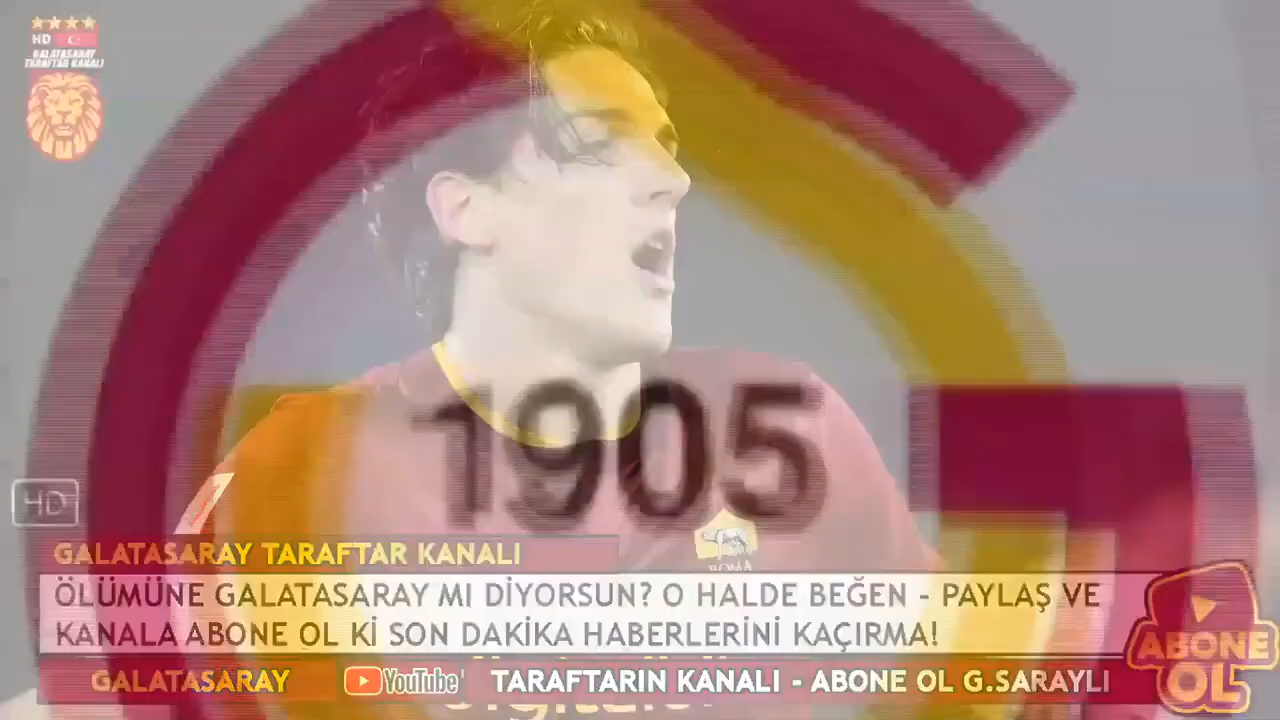 HD
GALATASARAY
TARAFTAR KANALI
1905
HD
GALATASARAY TARAFTAR KANALI
ÖLÜMÜNE GALATASARAY MI DİYORSUN? O HALDE BEĞEN - PAYLAŞ VE
KANALA ABONE OL Kİ SON DAKİKA HABERLERİNİ KAÇIRMA!
ABONE
OL
GALATASARAY YouTube TARAFTARIN KANALI - ABONE OL G.SARAYLI